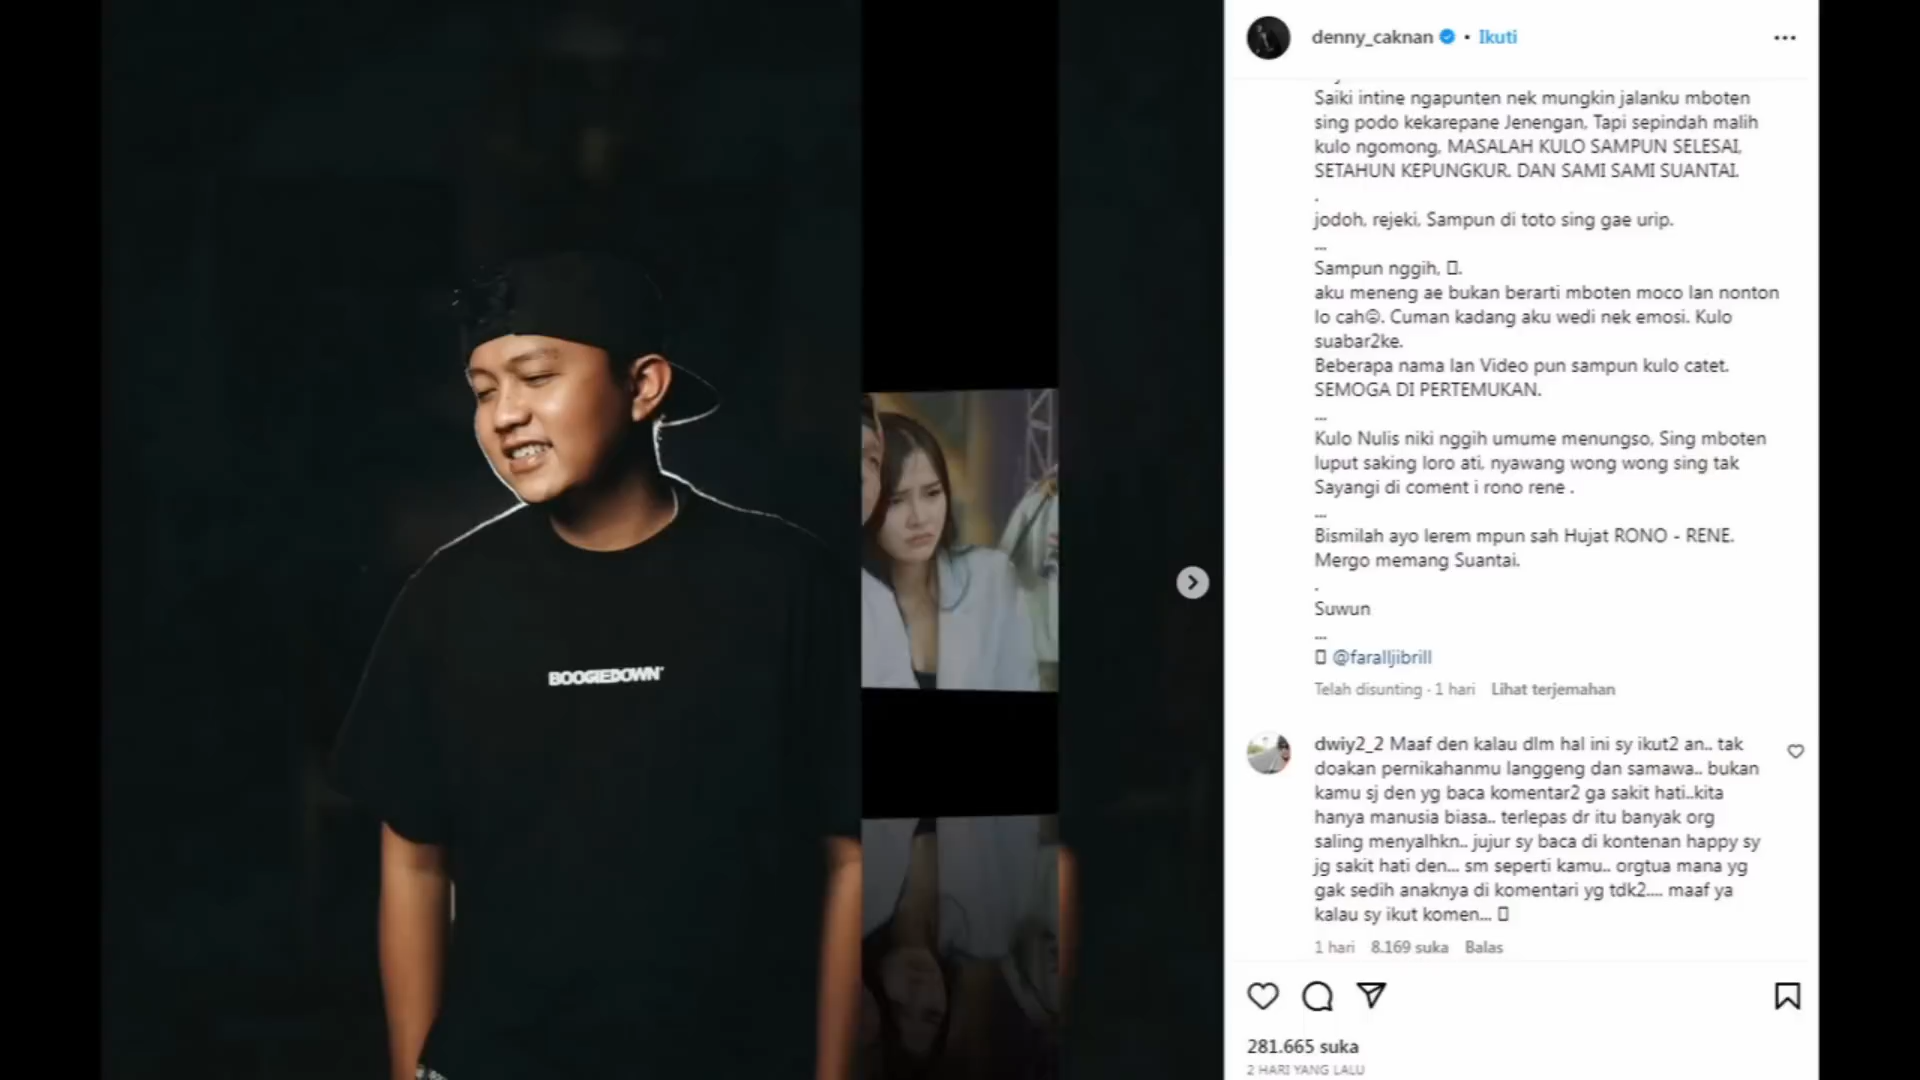 BOOGIEDOWN
denny_caknan • Ikuti
Saiki intine ngapunten nek mungkin jalanku mboten
sing podo kekarepane Jenengan, Tapi sepindah malih
kulo ngomong, MASALAH KULO SAMPUN SELESAI,
SETAHUN KEPUNGKUR. DAN SAMI SAMI SUANTAI.
.
jodoh, rejeki, Sampun di toto sing gae urip.
...
Sampun nggih, .
aku meneng ae bukan berarti mboten moco lan nonton
lo cah☺. Cuman kadang aku wedi nek emosi. Kulo
suabar2ke.
Beberapa nama lan Video pun sampun kulo catet.
SEMOGA DI PERTEMUKAN.
...
Kulo Nulis niki nggih umume menungso, Sing mboten
luput saking loro ati, nyawang wong wong sing tak
Sayangi di coment i rono rene .
...
Bismilah ayo lerem mpun sah Hujat RONO - RENE.
Mergo memang Suantai.
.
Suwun
...
@faralljibrill
Telah disunting · 1 hari Lihat terjemahan
dwiy2_2 Maaf den kalau dlm hal ini sy ikut2 an.. tak
doakan pernikahanmu langgeng dan samawa.. bukan
kamu sj den yg baca komentar2 ga sakit hati..kita
hanya manusia biasa.. terlepas dr itu banyak org
saling menyalhkn.. jujur sy baca di kontenan happy sy
jg sakit hati den... sm seperti kamu.. orgtua mana yg
gak sedih anaknya di komentari yg tdk2.... maaf ya
kalau sy ikut komen...
1 hari 8.169 suka Balas
281.665 suka
2 HARI YANG LALU